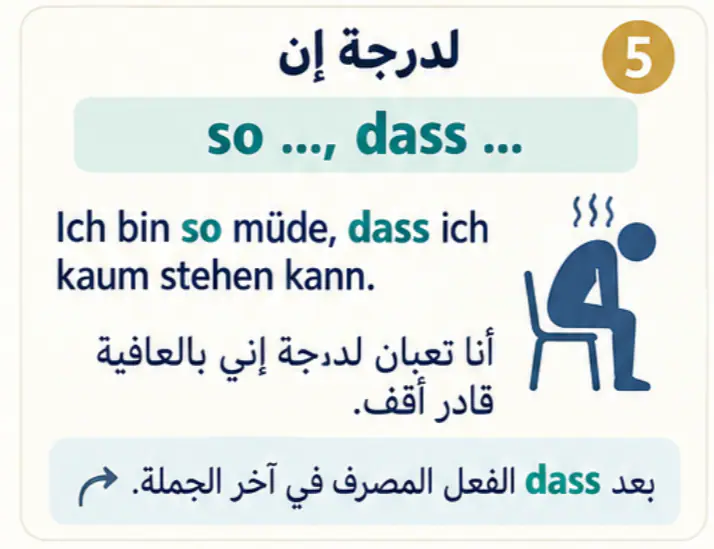 لدرجة إن
5
so ..., dass ...
Ich bin so müde, dass ich
kaum stehen kann.
أنا تعبان لدرجة إني بالعافية
قادر أقف.
بعد dass الفعل المصرف في آخر الجملة.